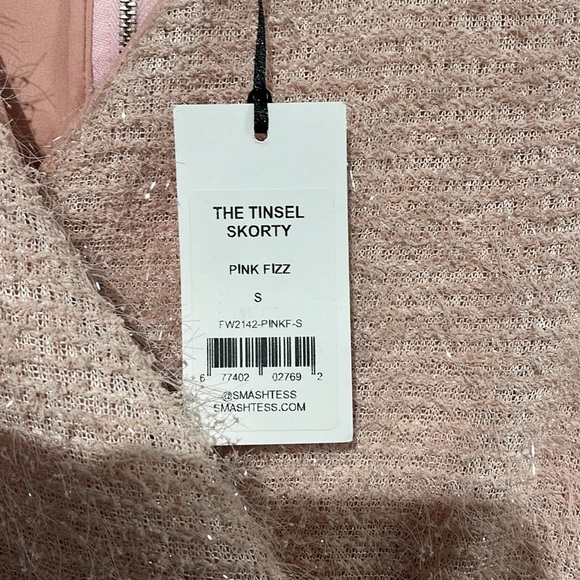 THE TINSEL
SKORTY
PINK FIZZ
S
FW2142-PINKF-S
6 77402 02769 2
@SMASHTESS
SMASHTESS.COM